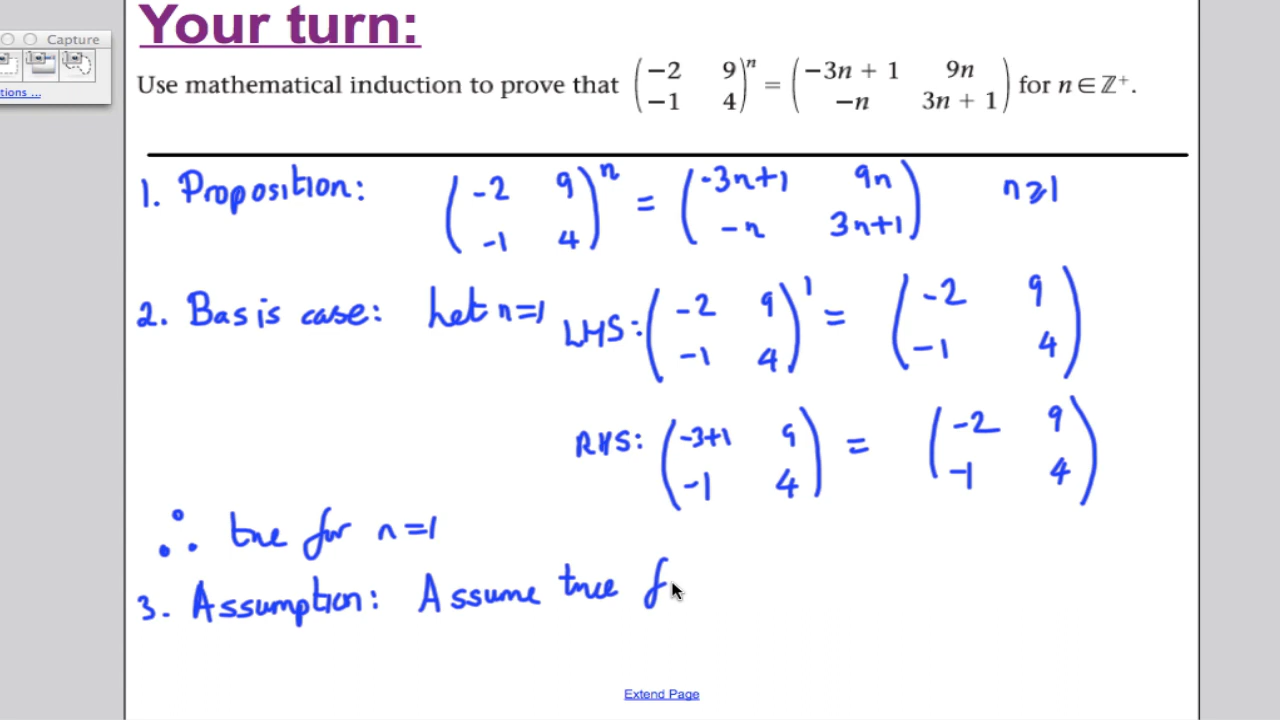 Your turn:
Capture
tions ...
Use mathematical induction to prove that (−2 9 −1 4)ⁿ = (−3n + 1 9n −n 3n + 1) for n ∈ ℤ⁺.
1. Proposition: (-2 9 -1 4)ⁿ = (-3n+1 9n -n 3n+1) n⩾1
2. Basis case: Let n=1 LHS: (-2 9 -1 4)¹ = (-2 9 -1 4)
RHS: (-3+1 9 -1 4) = (-2 9 -1 4)
∴ true for n=1
3. Assumption: Assume true f
Extend Page